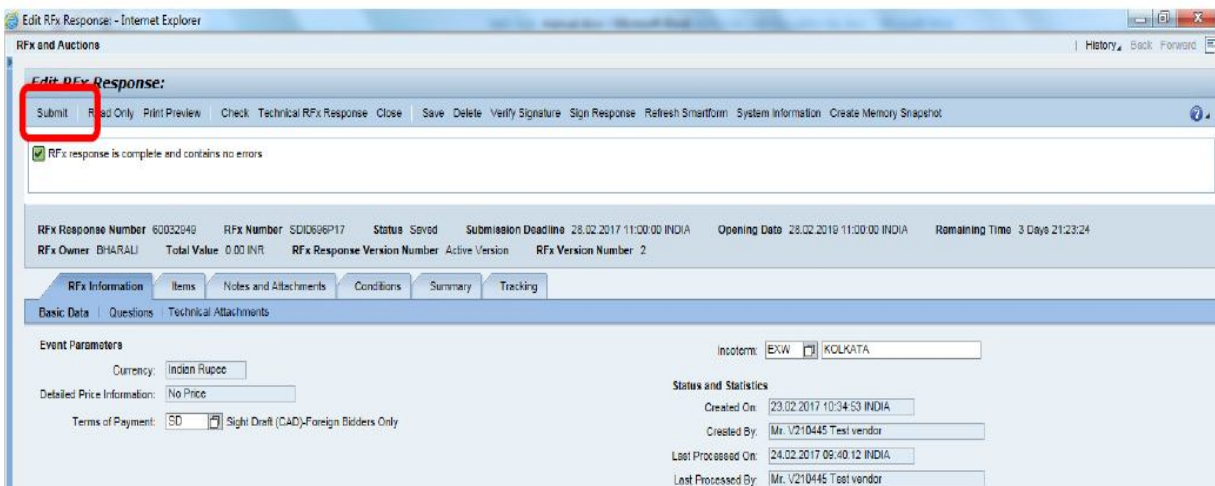 Edit RFx Response: - Internet Explorer
RFx and Auctions History Back Forward
Edit RFx Response:
Submit Read Only Print Preview Check Technical RFx Response Close Save Delete Verify Signature Sign Response Refresh Smartform System Information Create Memory Snapshot
RFx response is complete and contains no errors
RFx Response Number 60032949 RFx Number SDI0696P17 Status Saved Submission Deadline 28.02.2017 11:00:00 INDIA Opening Date 28.02.2019 11:00:00 INDIA Remaining Time 3 Days 21:23:24
RFx Owner BHARALI Total Value 0.00 INR RFx Response Version Number Active Version RFx Version Number 2
RFx Information Items Notes and Attachments Conditions Summary Tracking
Basic Data Questions Technical Attachments
Event Parameters
Currency: Indian Rupee
Detailed Price Information: No Price
Terms of Payment: SD Sight Draft (CAD)-Foreign Bidders Only
Incoterm: EXW KOLKATA
Status and Statistics
Created On: 23.02.2017 10:34:53 INDIA
Created By: Mr. V210445 Test vendor
Last Processed On: 24.02.2017 09:40:12 INDIA
Last Processed By: Mr. V210445 Test vendor